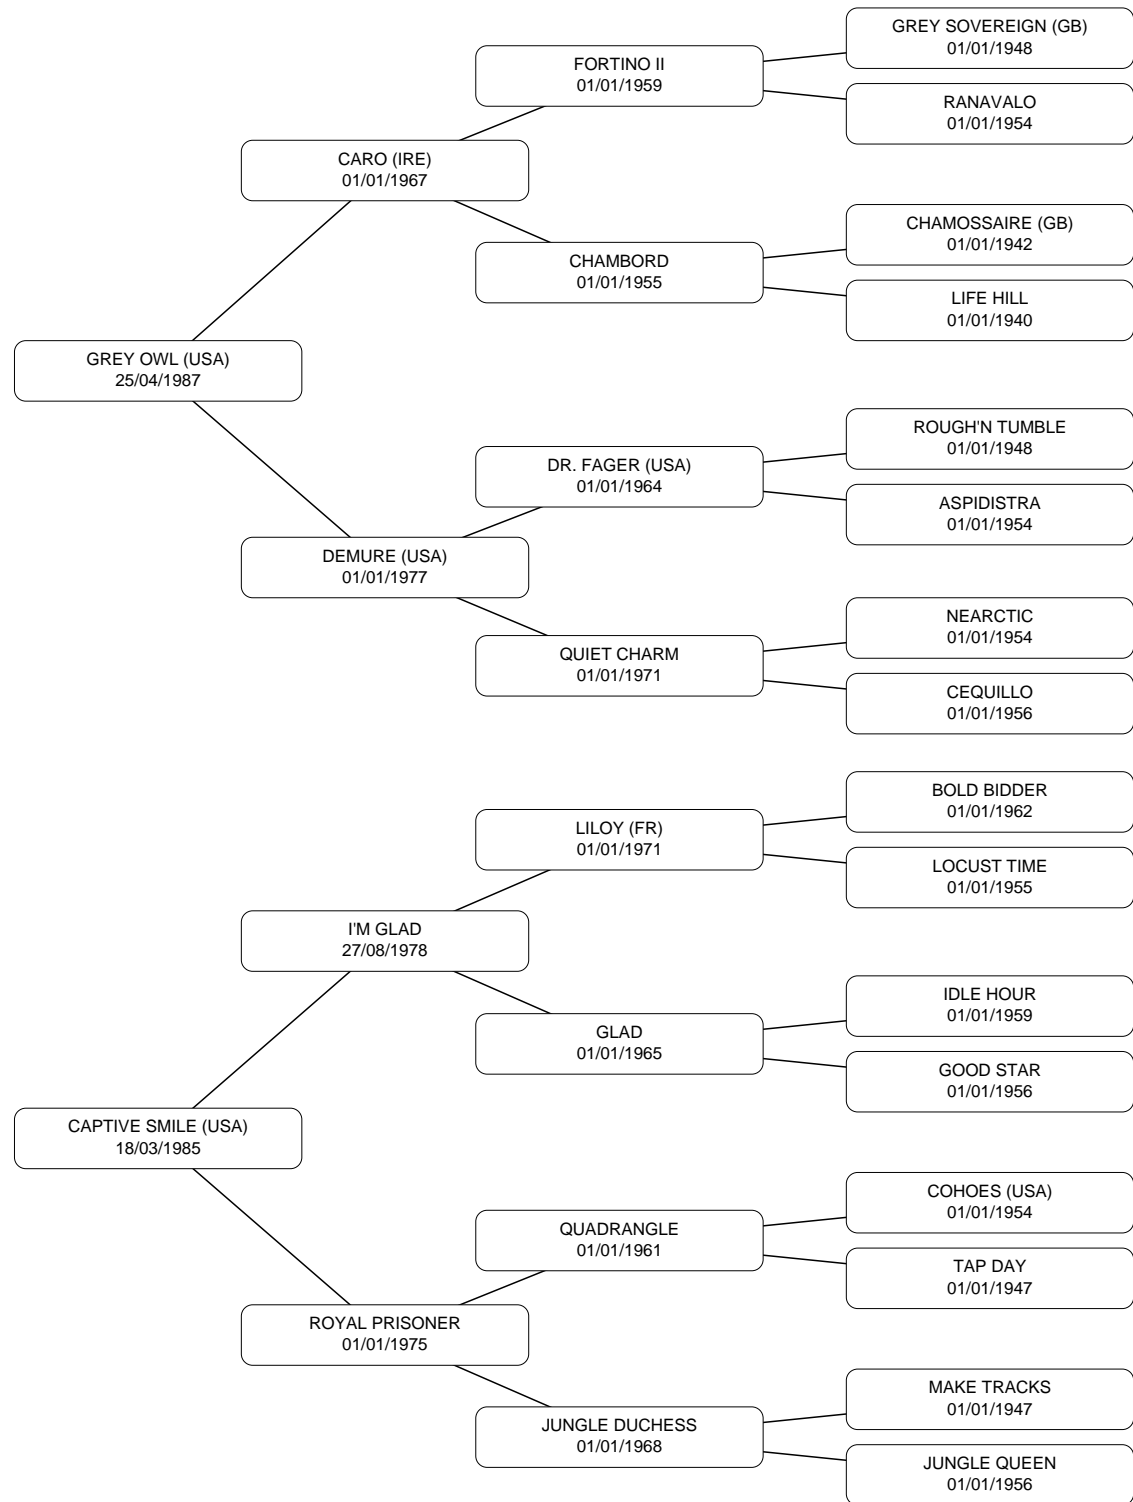 GREY SOVEREIGN (GB)
01/01/1948
FORTINO II
01/01/1959
RANAVALO
01/01/1954
CARO (IRE)
01/01/1967
CHAMOSSAIRE (GB)
01/01/1942
CHAMBORD
01/01/1955
LIFE HILL
01/01/1940
GREY OWL (USA)
25/04/1987
ROUGH'N TUMBLE
01/01/1948
DR. FAGER (USA)
01/01/1964
ASPIDISTRA
01/01/1954
DEMURE (USA)
01/01/1977
NEARCTIC
01/01/1954
QUIET CHARM
01/01/1971
CEQUILLO
01/01/1956
BOLD BIDDER
01/01/1962
LILOY (FR)
01/01/1971
LOCUST TIME
01/01/1955
I'M GLAD
27/08/1978
IDLE HOUR
01/01/1959
GLAD
01/01/1965
GOOD STAR
01/01/1956
CAPTIVE SMILE (USA)
18/03/1985
COHOES (USA)
01/01/1954
QUADRANGLE
01/01/1961
TAP DAY
01/01/1947
ROYAL PRISONER
01/01/1975
MAKE TRACKS
01/01/1947
JUNGLE DUCHESS
01/01/1968
JUNGLE QUEEN
01/01/1956